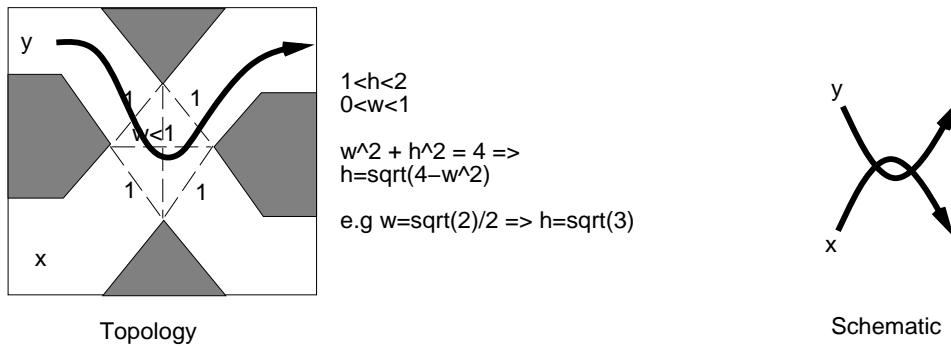 y
1
1
w<1
1
1
x
Topology
1<h<2
0<w<1
w^2 + h^2 = 4 =>
h=sqrt(4−w^2)
e.g w=sqrt(2)/2 => h=sqrt(3)
y
x
Schematic